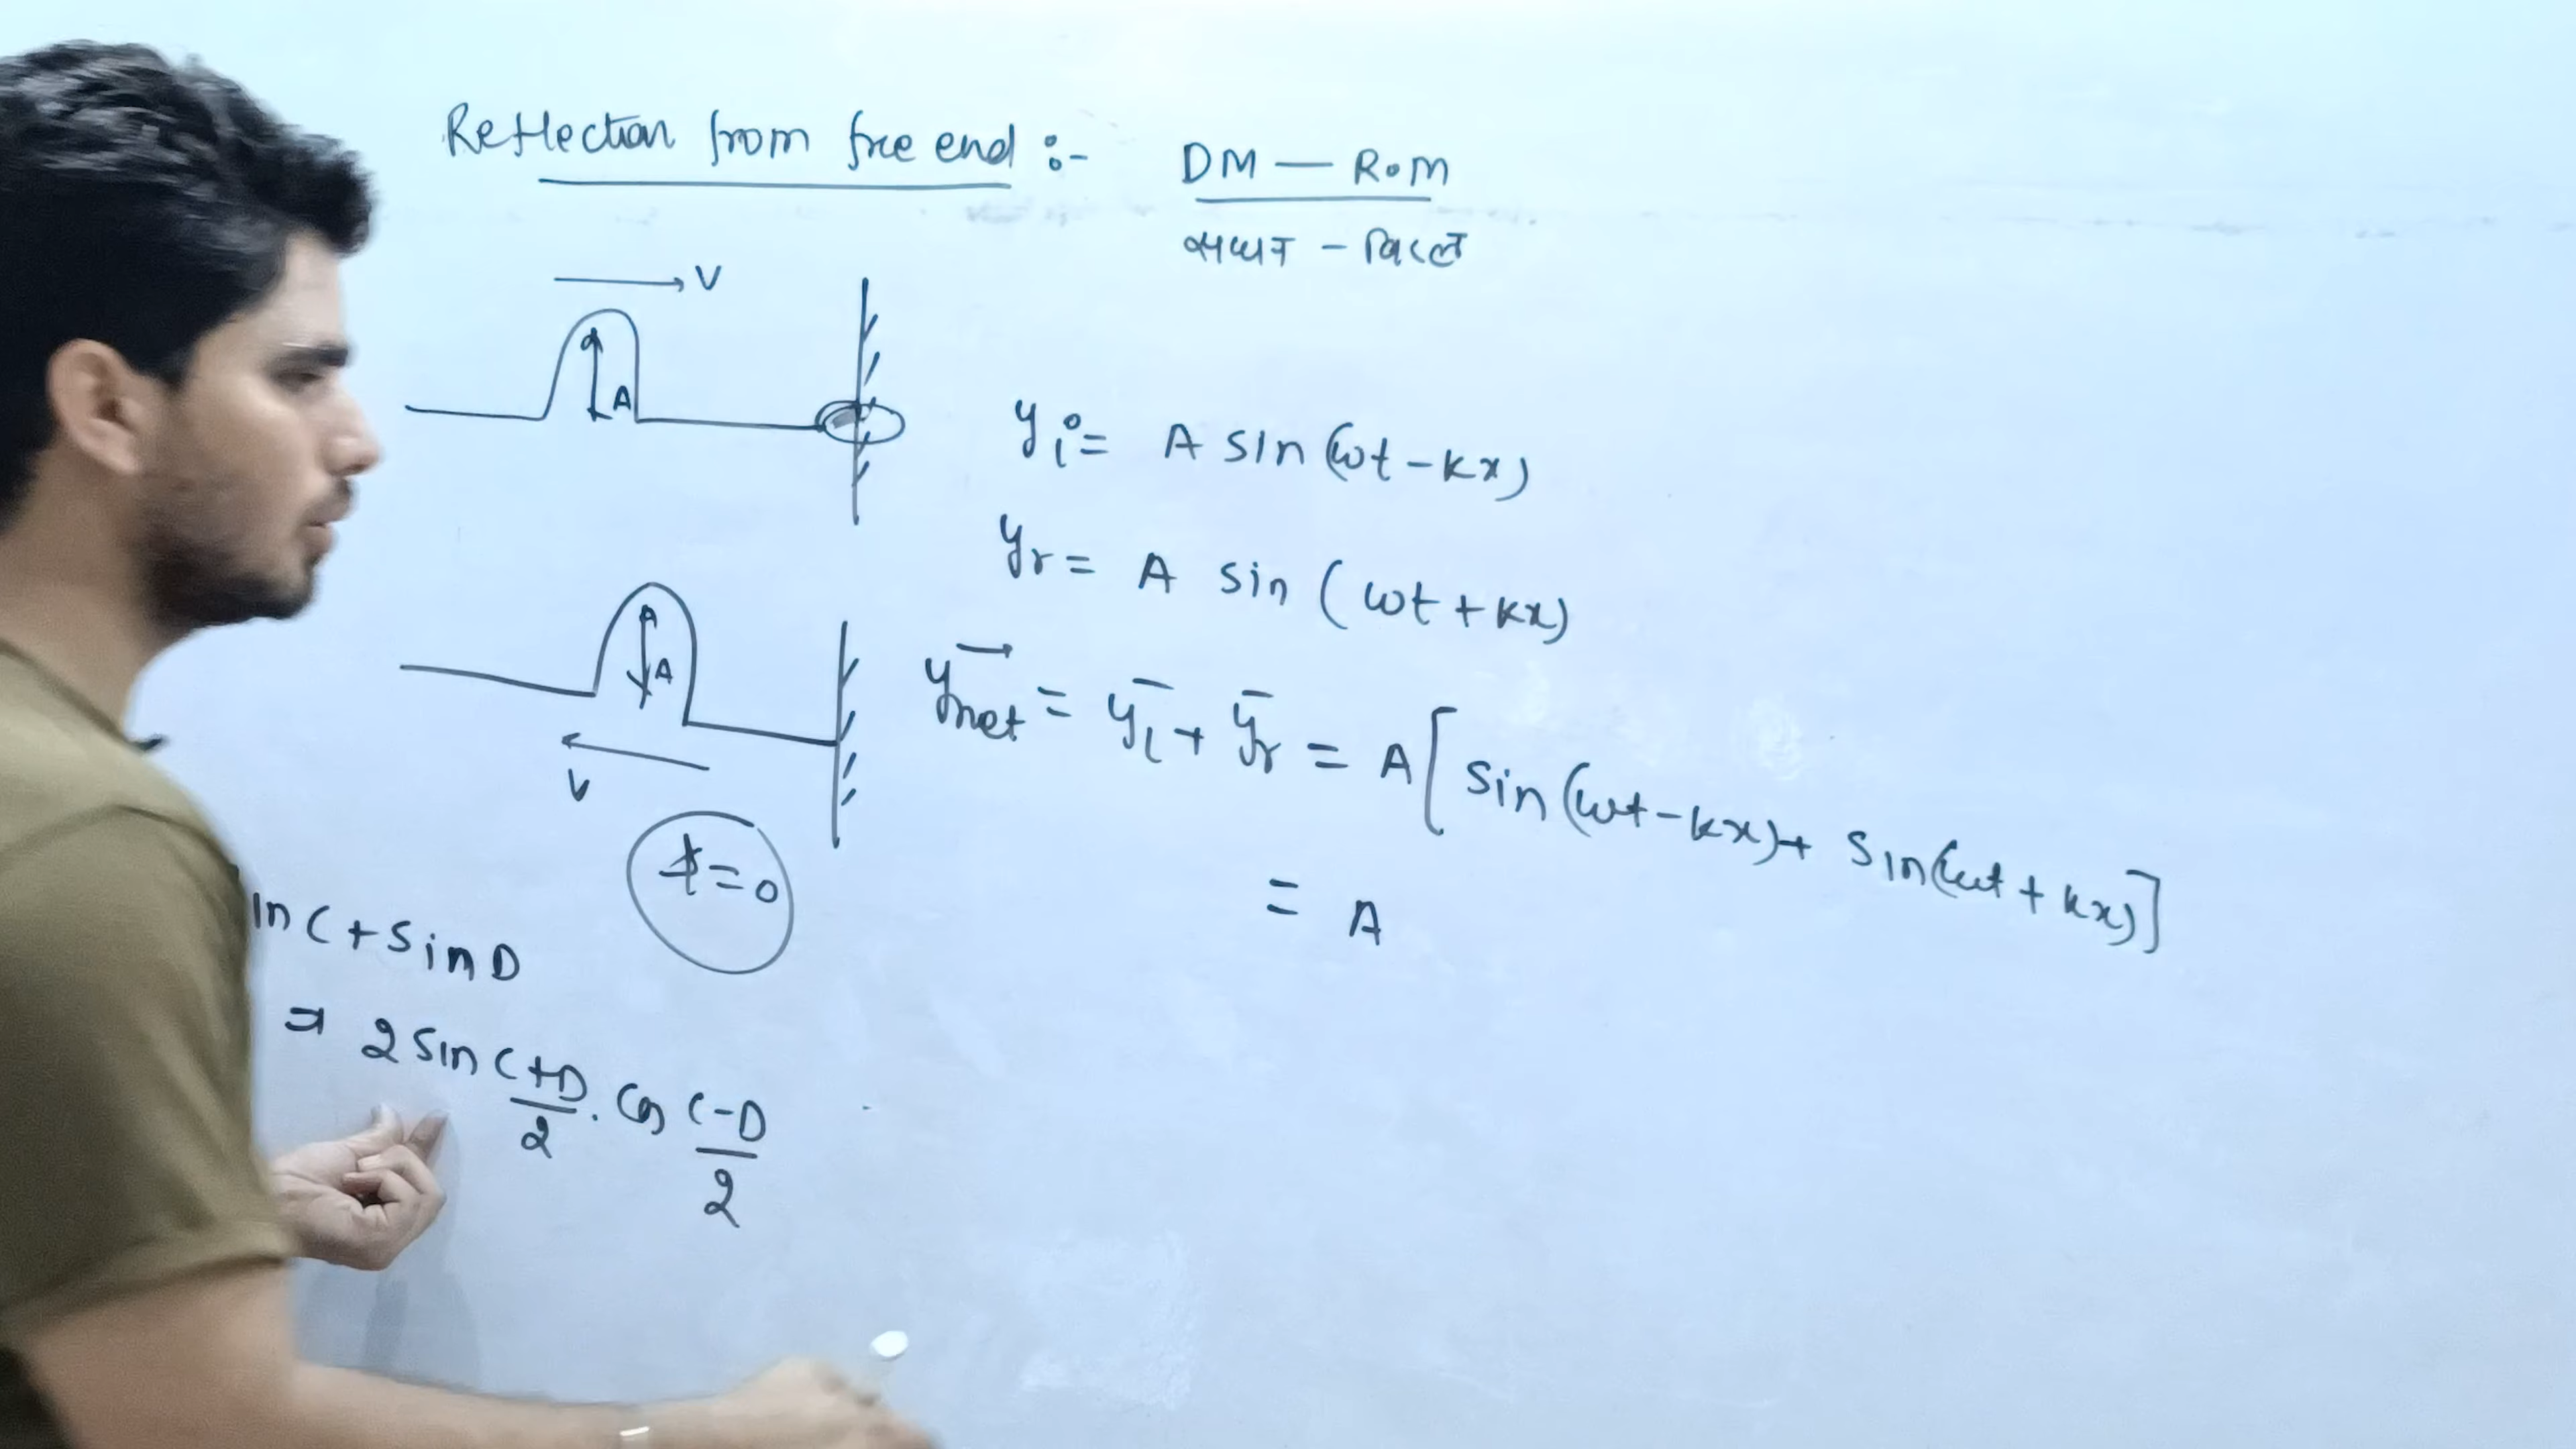 Reflection from free end :-
DM — R.M
सघन - विरल
V
A
yi = A sin (ωt - kx)
yr = A sin (ωt + kx)
A
V
ynet = yi + yr = A[sin (ωt - kx) + sin(ωt + kx)]
= A
= 0
in C + Sin D
⇒ 2 Sin C+D/2 . Cos C-D/2